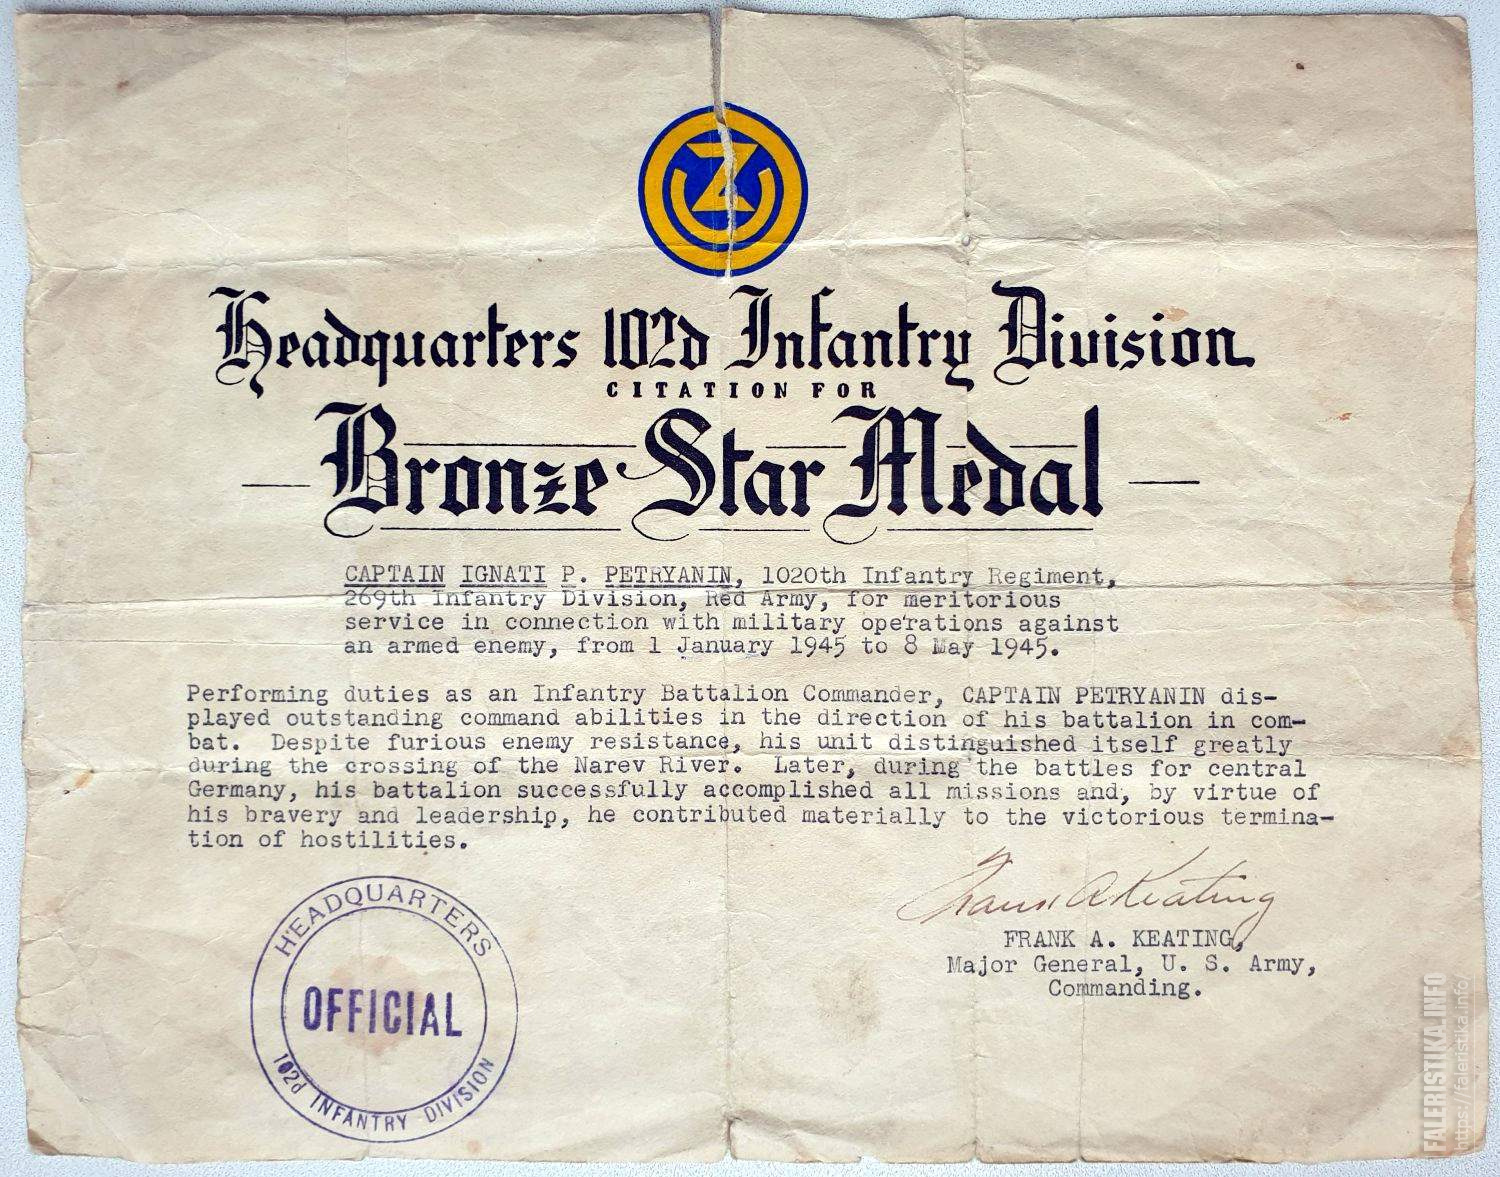 Headquarters 102d Infantry Division
CITATION FOR
Bronze Star Medal
CAPTAIN IGNATI P. PETRYANIN, 1020th Infantry Regiment,
269th Infantry Division, Red Army, for meritorious
service in connection with military operations against
an armed enemy, from 1 January 1945 to 8 May 1945.
Performing duties as an Infantry Battalion Commander, CAPTAIN PETRYANIN dis-
played outstanding command abilities in the direction of his battalion in com-
bat. Despite furious enemy resistance, his unit distinguished itself greatly
during the crossing of the Narev River. Later, during the battles for central
Germany, his battalion successfully accomplished all missions and, by virtue of
his bravery and leadership, he contributed materially to the victorious termina-
tion of hostilities.
Frank A Keating
FRANK A. KEATING,
Major General, U. S. Army,
Commanding.
HEADQUARTERS
OFFICIAL
102d INFANTRY DIVISION
FALERISTIKA.INFO
https://faleristika.info/